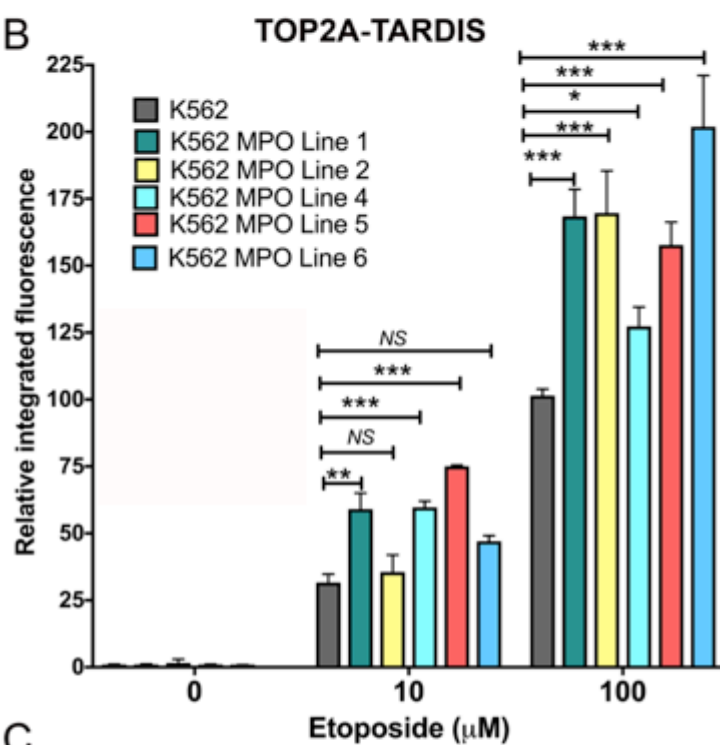 B
TOP2A-TARDIS
Relative integrated fluorescence
225
200
175
150
125
100
75
50
25
0
K562
K562 MPO Line 1
K562 MPO Line 2
K562 MPO Line 4
K562 MPO Line 5
K562 MPO Line 6
NS
***
***
NS
**
***
***
*
***
***
0
10
100
Etoposide (μM)
C